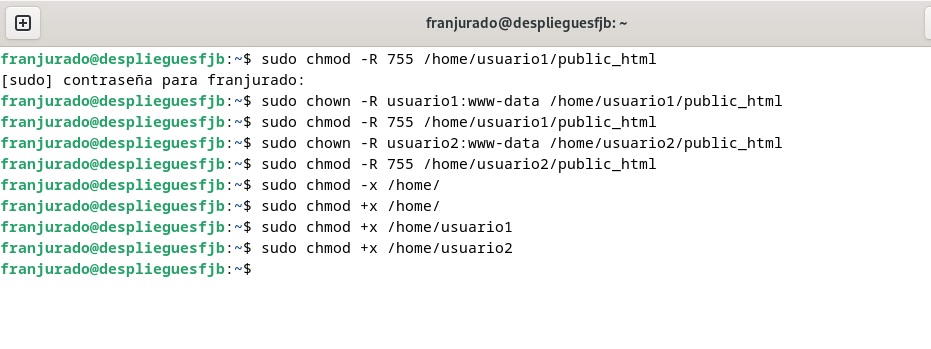 franjurado@desplieguesfjb: ~
franjurado@desplieguesfjb:~$ sudo chmod -R 755 /home/usuario1/public_html
[sudo] contraseña para franjurado:
franjurado@desplieguesfjb:~$ sudo chown -R usuario1:www-data /home/usuario1/public_html
franjurado@desplieguesfjb:~$ sudo chmod -R 755 /home/usuario1/public_html
franjurado@desplieguesfjb:~$ sudo chown -R usuario2:www-data /home/usuario2/public_html
franjurado@desplieguesfjb:~$ sudo chmod -R 755 /home/usuario2/public_html
franjurado@desplieguesfjb:~$ sudo chmod -x /home/
franjurado@desplieguesfjb:~$ sudo chmod +x /home/
franjurado@desplieguesfjb:~$ sudo chmod +x /home/usuario1
franjurado@desplieguesfjb:~$ sudo chmod +x /home/usuario2
franjurado@desplieguesfjb:~$